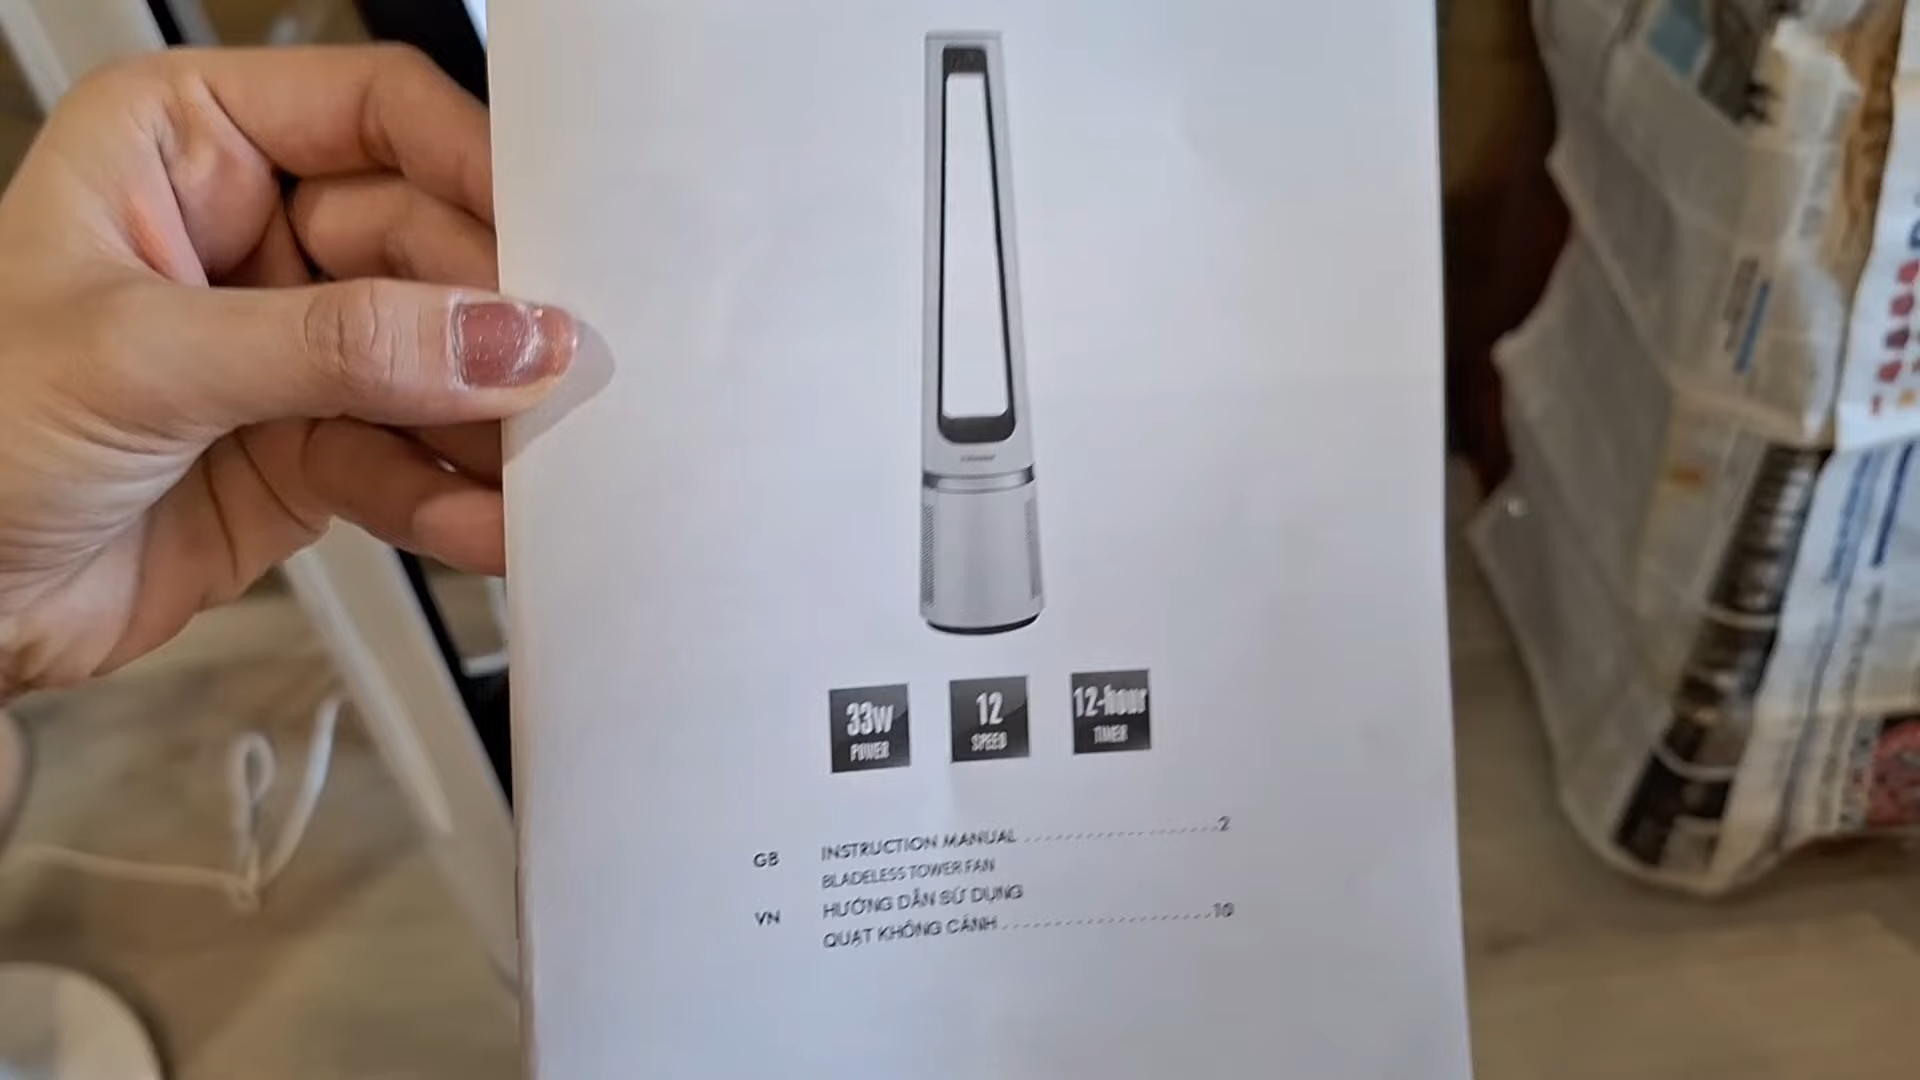 33W
POWER
12
SPEED
12-hour
TIMER
GB INSTRUCTION MANUAL ....................2
BLADELESS TOWER FAN
VN HƯỚNG DẪN SỬ DỤNG
QUẠT KHÔNG CÁNH ......................10